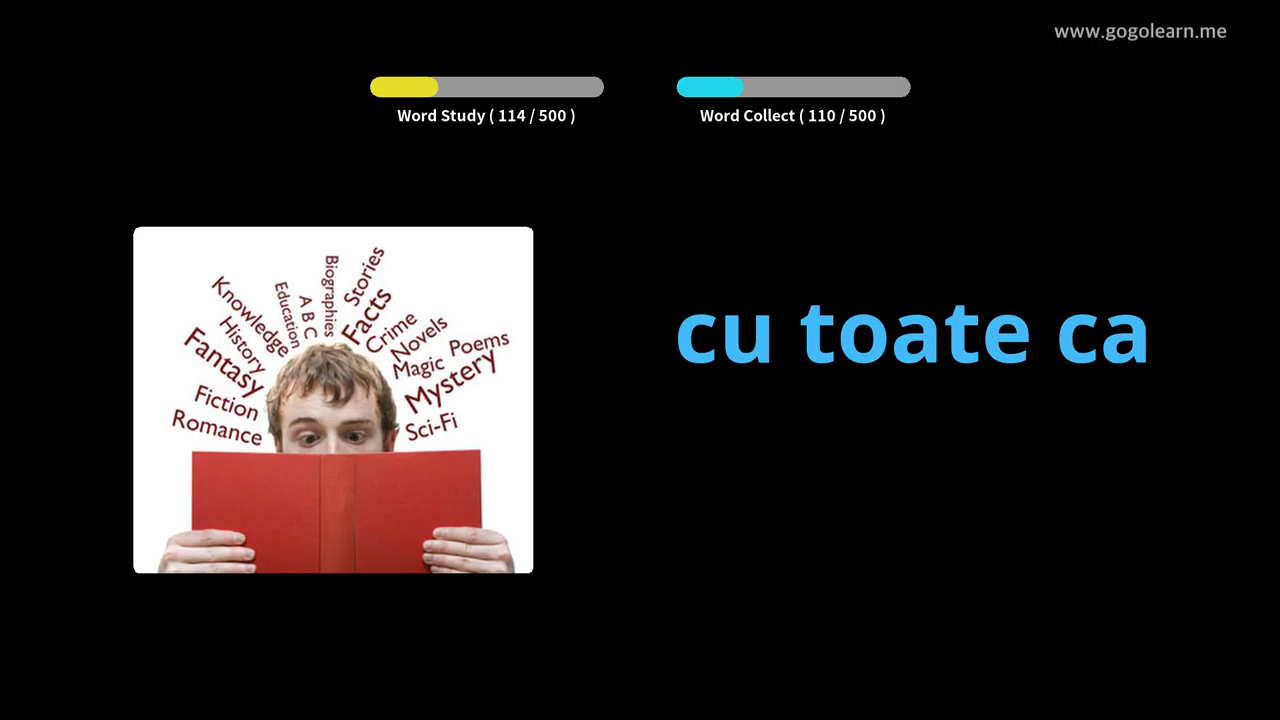 www.gogolearn.me
Word Study ( 114 / 500 )
Word Collect ( 110 / 500 )
cu toate ca
Biographies
Stories
Education
A B C
Facts
Knowledge
Crime
History
Novels
Fantasy
Magic
Poems
Mystery
Fiction
Romance
Sci-Fi